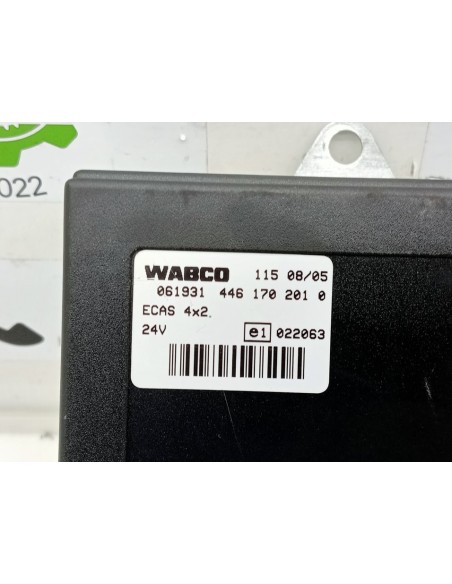 022
WABCO 115 08/05
061931 446 170 201 0
ECAS 4x2.
24V e1 022063